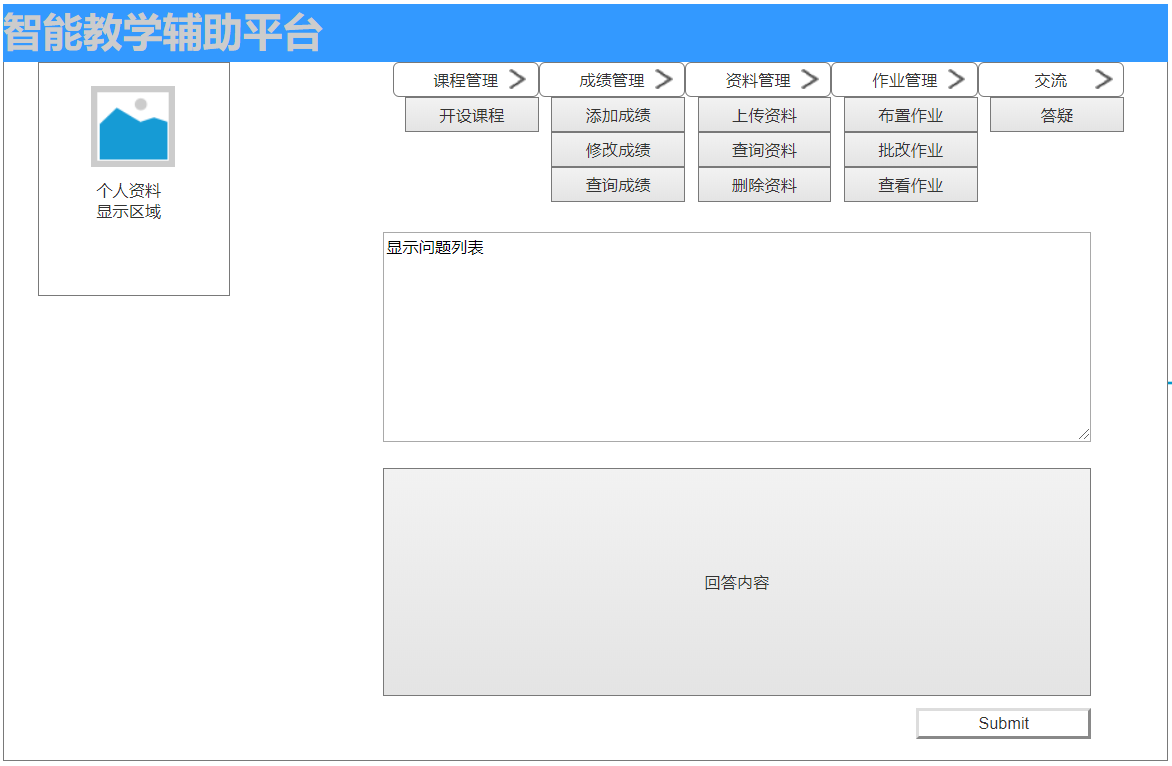 智能教学辅助平台
个人资料
显示区域
课程管理
成绩管理
资料管理
作业管理
交流
开设课程
添加成绩
上传资料
布置作业
答疑
修改成绩
查询资料
批改作业
查询成绩
删除资料
查看作业
显示问题列表
回答内容
Submit